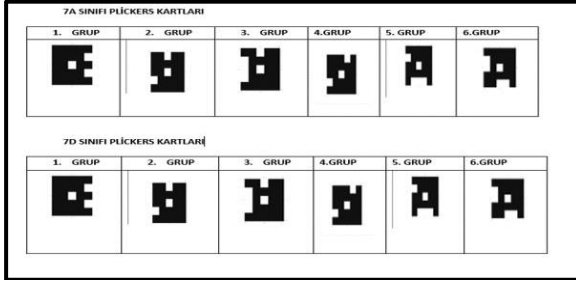 7A SINIFI PLİCKERS KARTLARI
1. GRUP 2. GRUP 3. GRUP 4.GRUP 5. GRUP 6.GRUP
7D SINIFI PLİCKERS KARTLARI
1. GRUP 2. GRUP 3. GRUP 4.GRUP 5. GRUP 6.GRUP